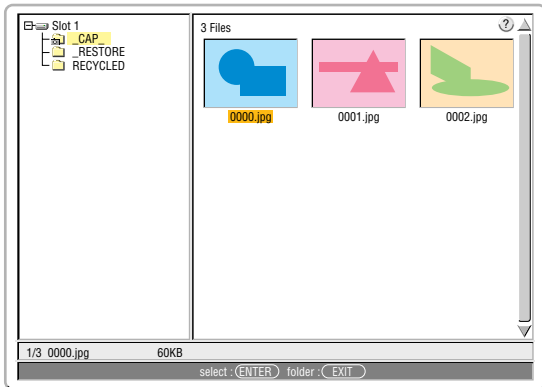 Slot 1
_CAP_
_RESTORE
RECYCLED
3 Files
?
0000.jpg
0001.jpg
0002.jpg
1/3 0000.jpg 60KB
select : ENTER folder : EXIT